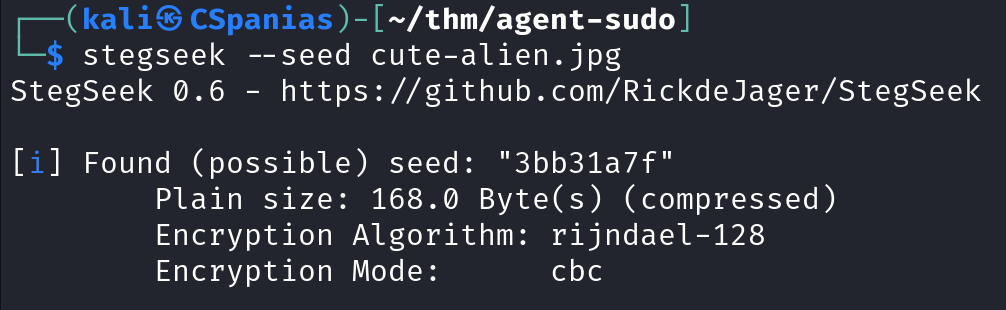 ┌──(kali㉿CSpanias)-[~/thm/agent-sudo]
└─$ stegseek --seed cute-alien.jpg
StegSeek 0.6 - https://github.com/RickdeJager/StegSeek
[i] Found (possible) seed: "3bb31a7f"
Plain size: 168.0 Byte(s) (compressed)
Encryption Algorithm: rijndael-128
Encryption Mode: cbc